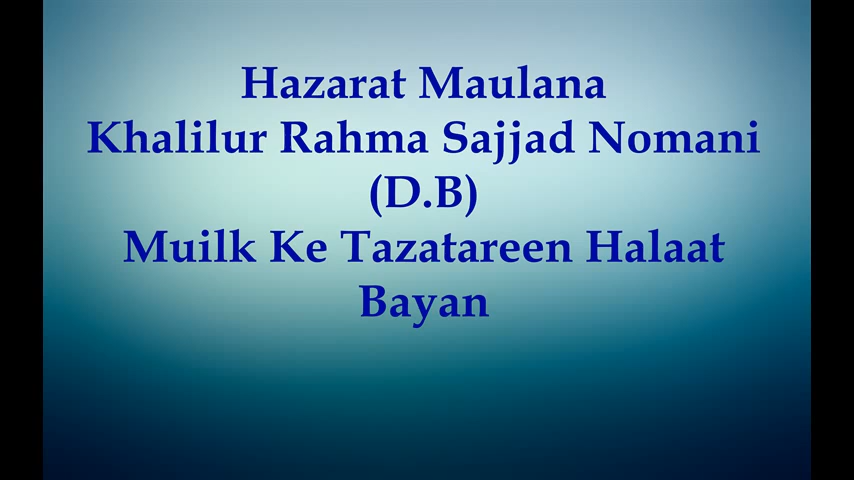 Hazarat Maulana
Khalilur Rahma Sajjad Nomani
(D.B)
Muilk Ke Tazatareen Halaat
Bayan